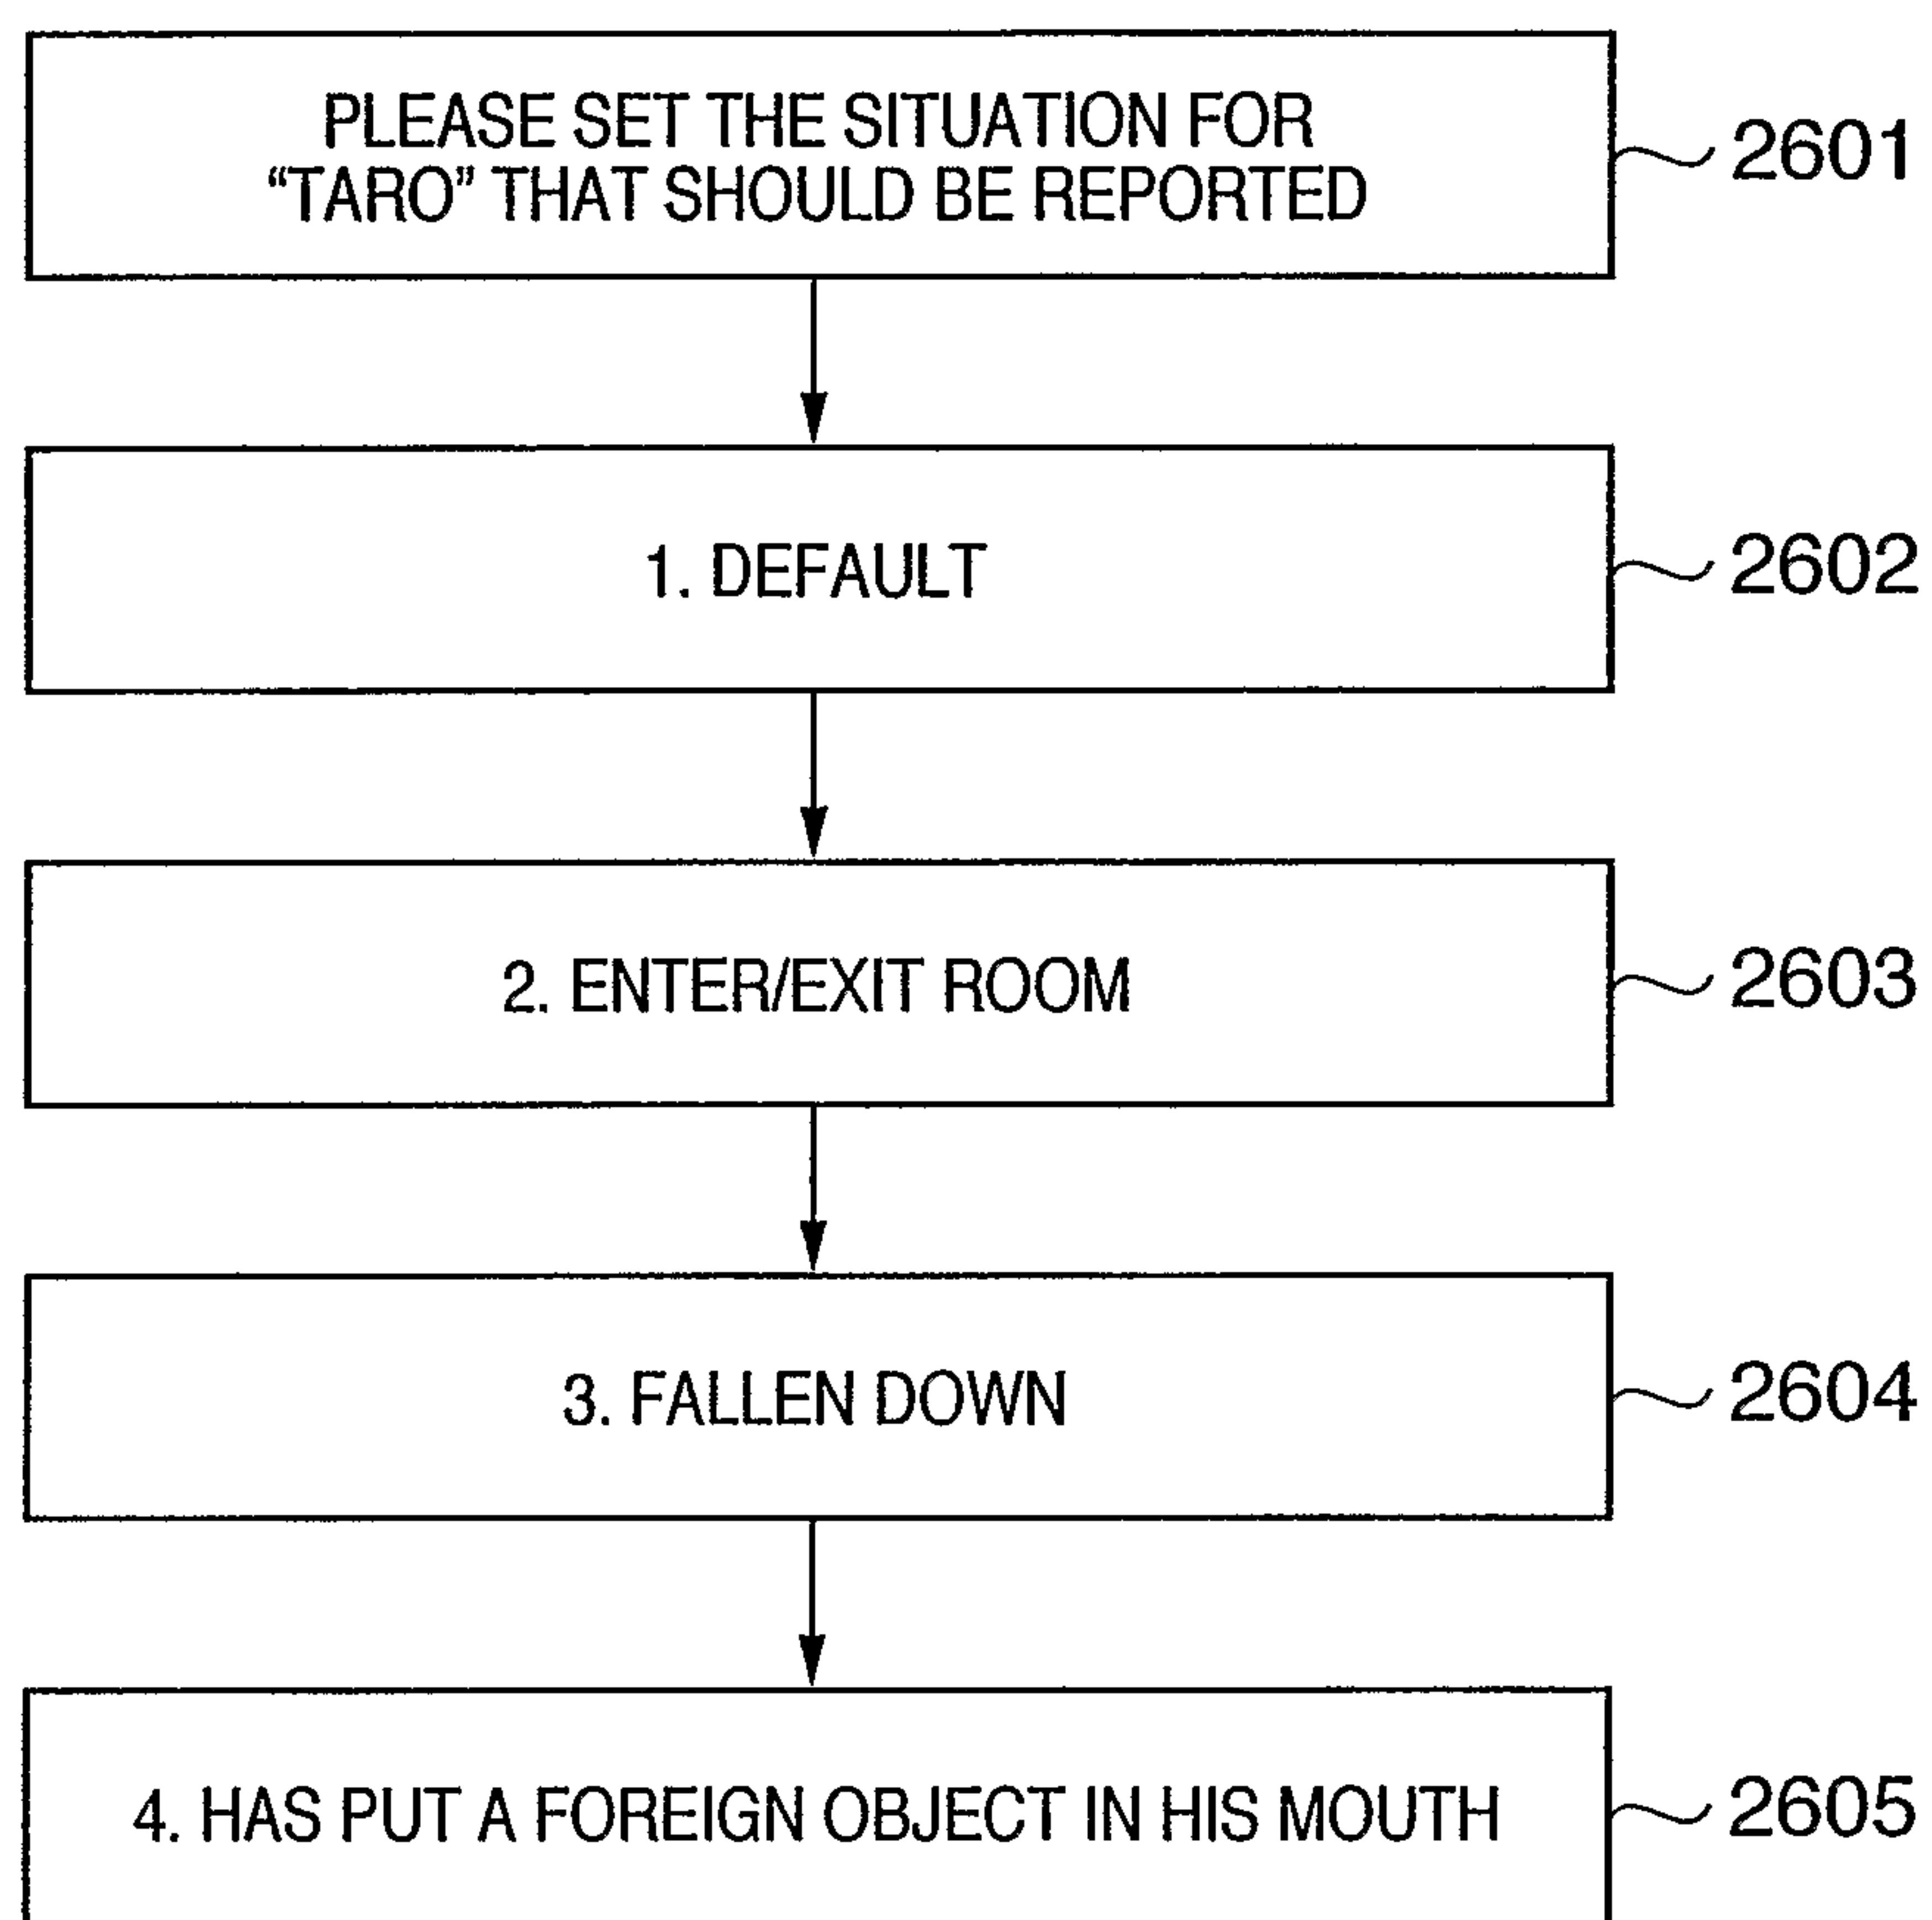 PLEASE SET THE SITUATION FOR
“TARO” THAT SHOULD BE REPORTED
2601
1. DEFAULT
2602
2. ENTER/EXIT ROOM
2603
3. FALLEN DOWN
2604
4. HAS PUT A FOREIGN OBJECT IN HIS MOUTH
2605